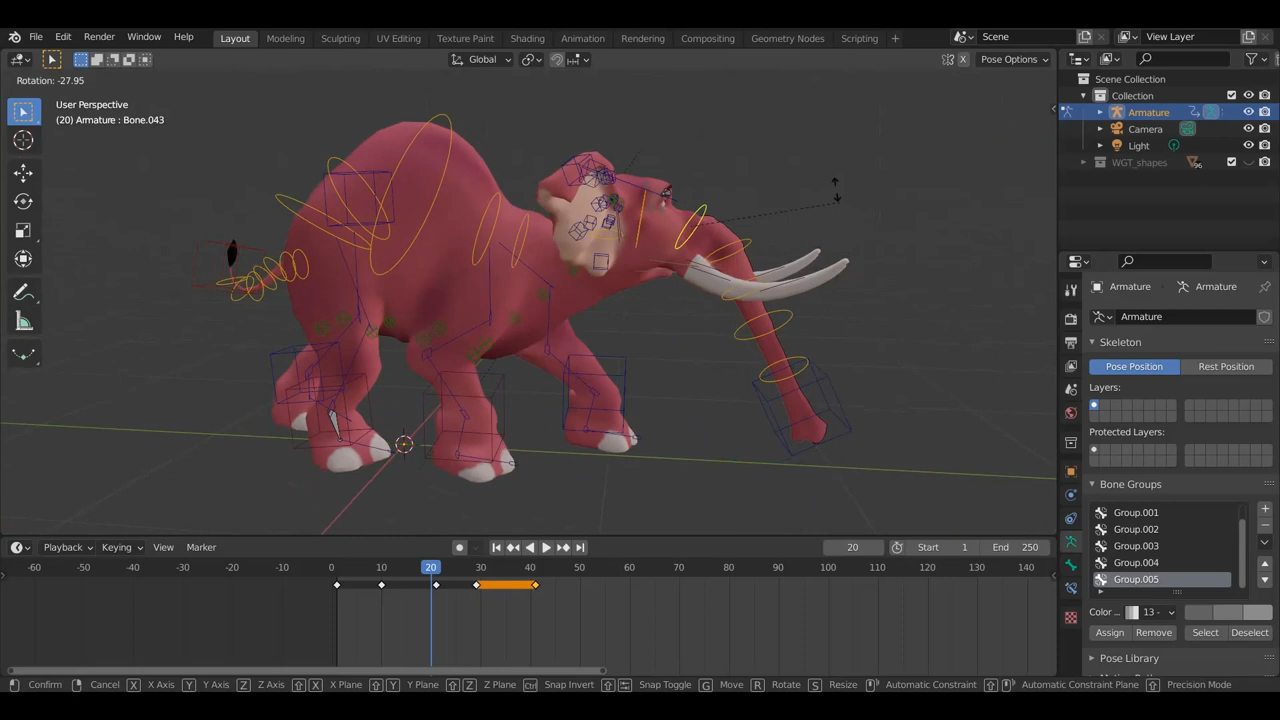 File Edit Render Window Help Layout Modeling Sculpting UV Editing Texture Paint Shading Animation Rendering Compositing Geometry Nodes Scripting + Scene View Layer
Global X Pose Options
Rotation: -27.95
User Perspective
(20) Armature : Bone.043
Scene Collection
Collection
Armature
Camera
Light
WGT_shapes 96
Armature Armature
Armature
Skeleton
Pose Position Rest Position
Layers:
Protected Layers:
Bone Groups
Group.001
Group.002
Group.003
Group.004
Group.005
Color ... 13 -
Assign Remove Select Deselect
Pose Library
Playback Keying View Marker 20 Start 1 End 250
-60 -50 -40 -30 -20 -10 0 10 20 30 40 50 60 70 80 90 100 110 120 130 140
Confirm Cancel X X Axis Y Y Axis Z Z Axis X X Plane Y Y Plane Z Z Plane Ctrl Snap Invert Snap Toggle G Move R Rotate S Resize Automatic Constraint Automatic Constraint Plane Precision Mode